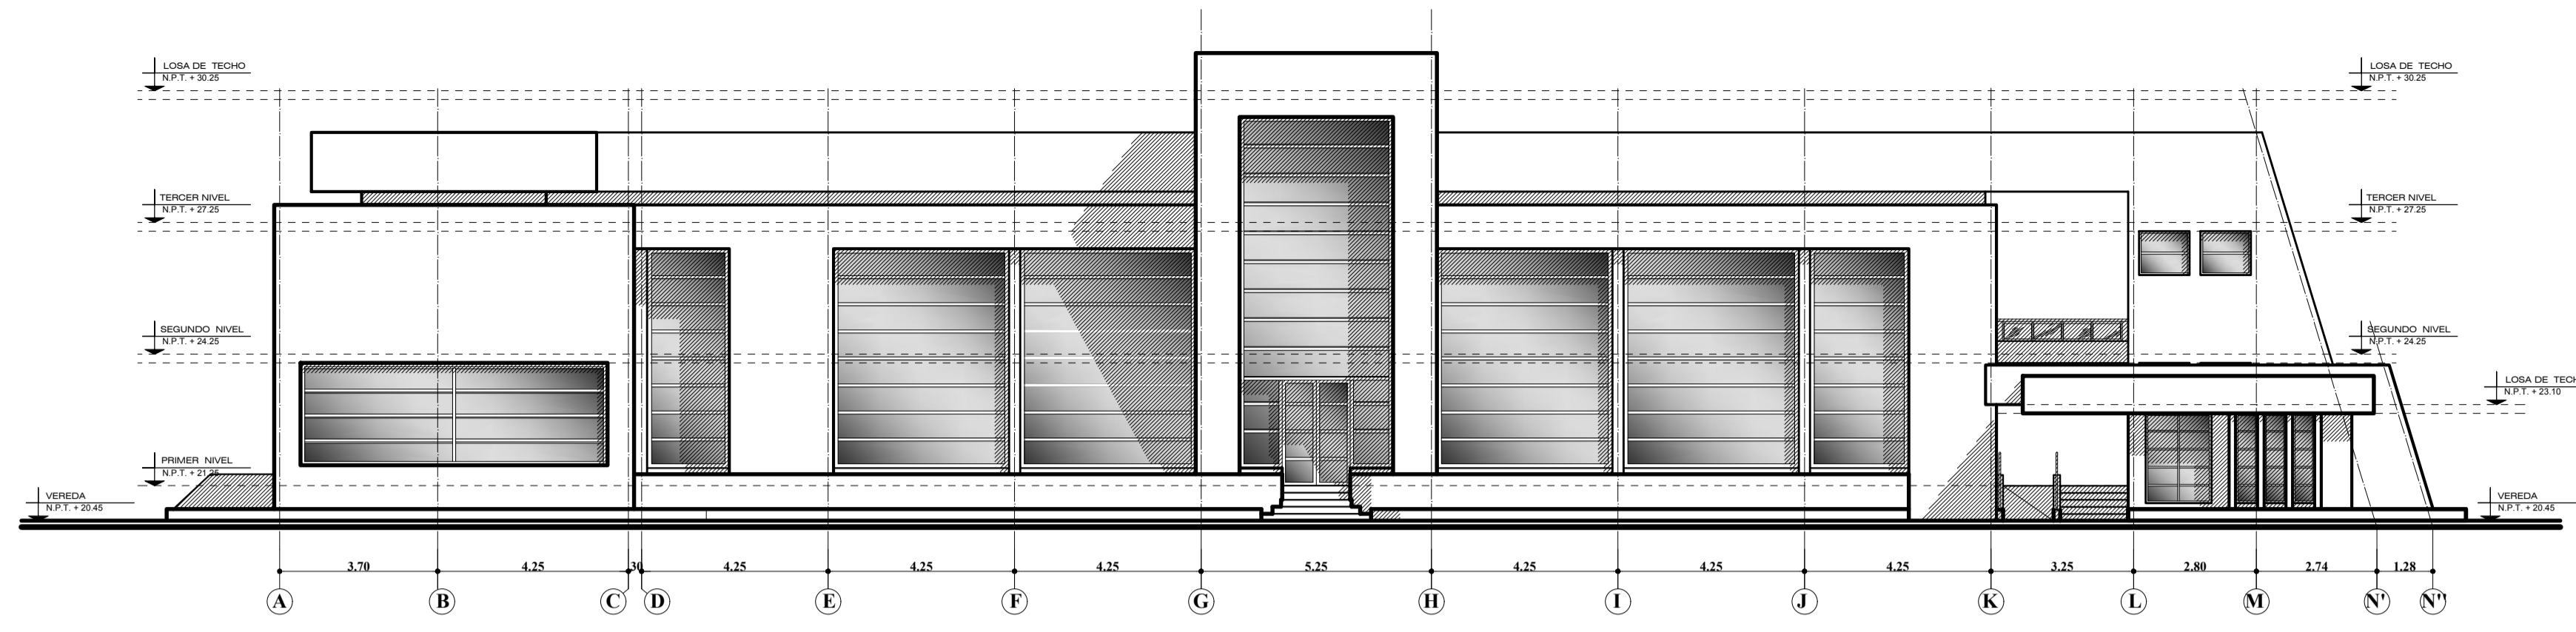 LOSA DE TECHO
N.P.T. + 30.25
TERCER NIVEL
N.P.T. + 27.25
SEGUNDO NIVEL
N.P.T. + 24.25
PRIMER NIVEL
N.P.T. + 21.25
VEREDA
N.P.T. + 20.45
LOSA DE TECHO
N.P.T. + 30.25
TERCER NIVEL
N.P.T. + 27.25
SEGUNDO NIVEL
N.P.T. + 24.25
LOSA DE TECH
N.P.T. + 23.10
VEREDA
N.P.T. + 20.45
3.70 4.25 .30 4.25 4.25 4.25 5.25 4.25 4.25 4.25 3.25 2.80 2.74 1.28
A B C D E F G H I J K L M N' N''